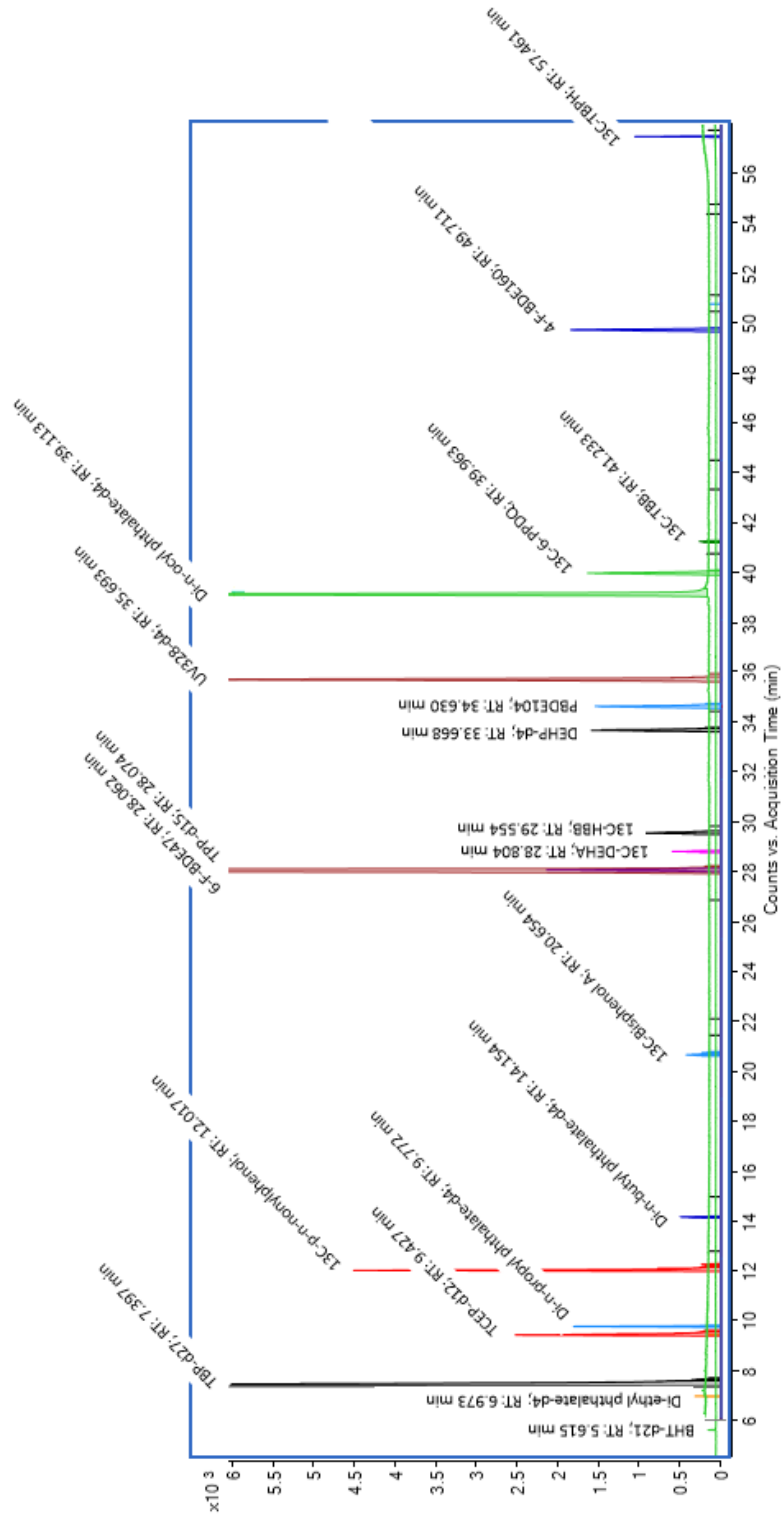 x10 3
6
5.5
5
4.5
4
3.5
3
2.5
2
1.5
1
0.5
0
BHT-d21; RT: 5.615 min
Di-ethyl phthalate-d4; RT: 6.973 min
TBP-d27; RT: 7.397 min
TCEP-d12; RT: 9.427 min
Di-n-propyl phthalate-d4; RT: 9.772 min
13C-p-n-nonylphenol; RT: 12.017 min
Di-n-butyl phthalate-d4; RT: 14.154 min
13C-Bisphenol A; RT: 20.654 min
6-F-BDE47; RT: 28.062 min
TPP-d15; RT: 28.074 min
13C-DEHA; RT: 28.804 min
13C-HBB; RT: 29.554 min
DEHP-d4; RT: 33.668 min
PBDE104; RT: 34.630 min
UV328-d4; RT: 35.693 min
Di-n-ocyl phthalate-d4; RT: 39.113 min
13C-6-PPDQ; RT: 39.963 min
13C-TBB; RT: 41.233 min
4-F-BDE160; RT: 49.711 min
13C-TBPH; RT: 57.461 min
6 8 10 12 14 16 18 20 22 24 26 28 30 32 34 36 38 40 42 44 46 48 50 52 54 56
Counts vs. Acquisition Time (min)